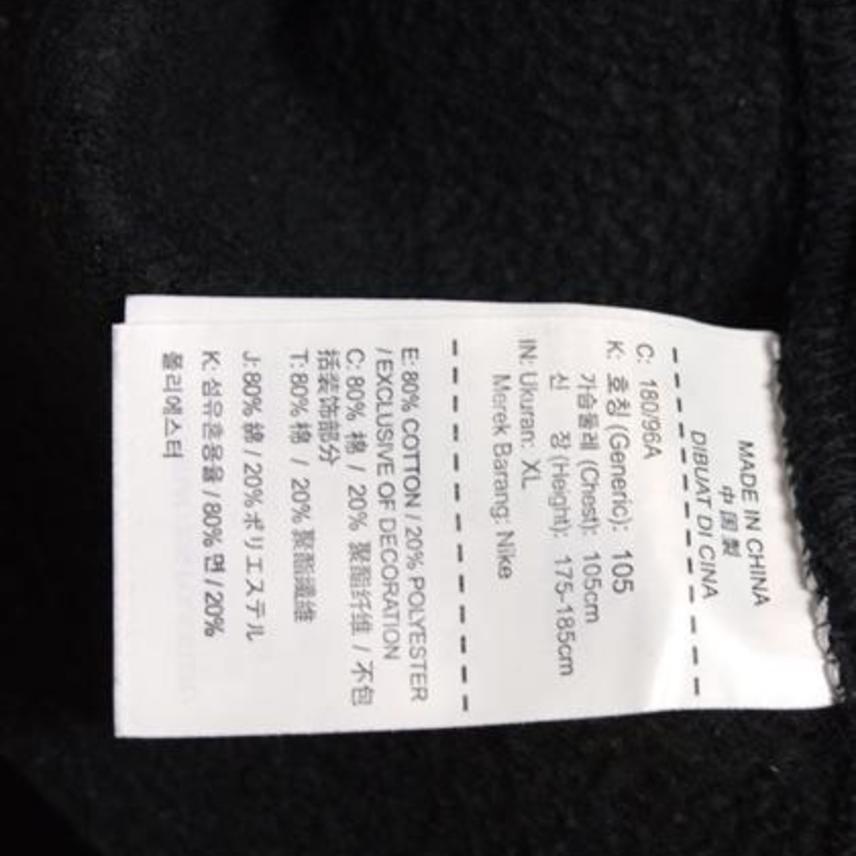 MADE IN CHINA
中国製
DIBUAT DI CINA
C: 180/96A
K: 호칭 (Generic): 105
가슴둘레 (Chest): 105cm
신 장 (Height): 175-185cm
IN: Ukuran: XL
Merek Barang: Nike
E: 80% COTTON / 20% POLYESTER
/ EXCLUSIVE OF DECORATION
C: 80% 棉 / 20% 聚酯纤维 / 不包
括装饰部分
T: 80% 棉 / 20% 聚酯纖維
J: 80% 綿 / 20% ポリエステル
K: 섬유혼용율 / 80% 면 / 20%
폴리에스터